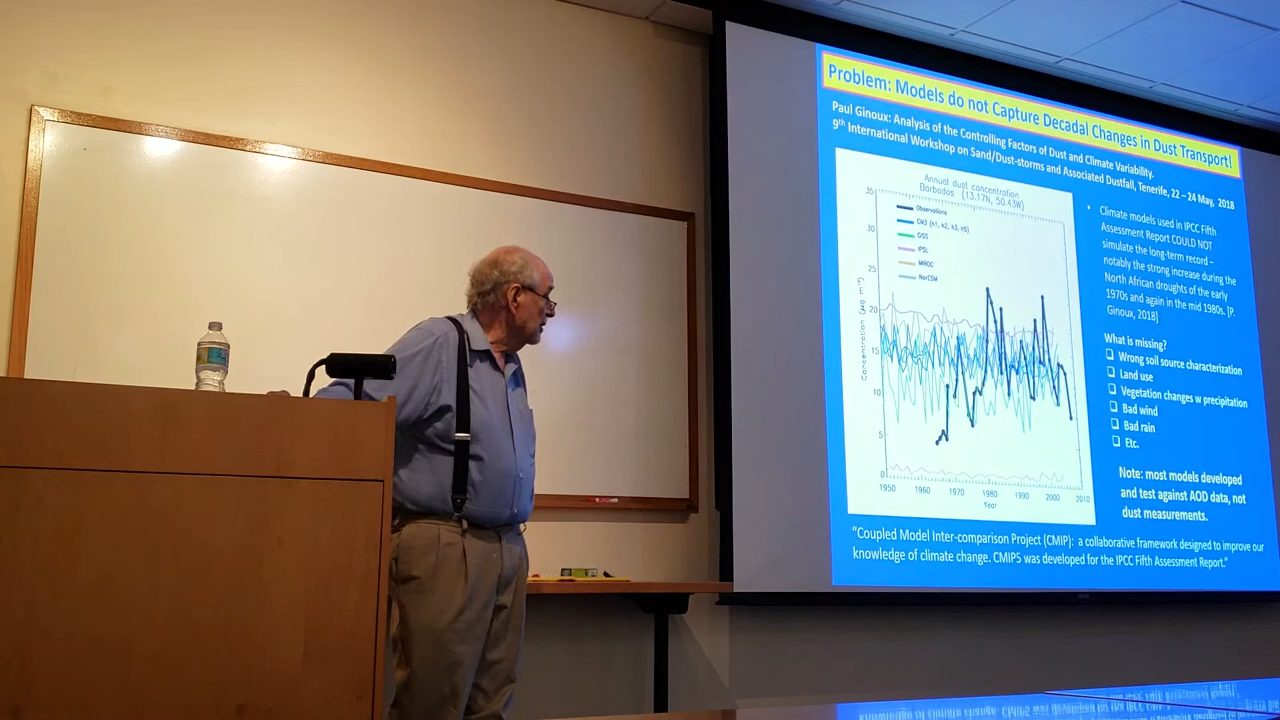 Problem: Models do not Capture Decadal Changes in Dust Transport!
Paul Ginoux: Analysis of the Controlling Factors of Dust and Climate Variability.
9th International Workshop on Sand/Dust-storms and Associated Dustfall, Tenerife, 22 – 24 May, 2018
Annual dust concentration
Barbados (13.17N, 50.43W)
Observations
CM3 (h1, h2, h3, h5)
GISS
IPSL
MIROC
NorESM
Concentration (µg m⁻³)
35
30
25
20
15
10
5
0
1950 1960 1970 1980 1990 2000 2010
Year
• Climate models used in IPCC Fifth
Assessment Report COULD NOT
simulate the long-term record –
notably the strong increase during the
North African droughts of the early
1970s and again in the mid 1980s. [P.
Ginoux, 2018]
What is missing?
❑ Wrong soil source characterization
❑ Land use
❑ Vegetation changes w precipitation
❑ Bad wind
❑ Bad rain
❑ Etc.
Note: most models developed
and test against AOD data, not
dust measurements.
"Coupled Model Inter-comparison Project (CMIP): a collaborative framework designed to improve our
knowledge of climate change. CMIP5 was developed for the IPCC Fifth Assessment Report."